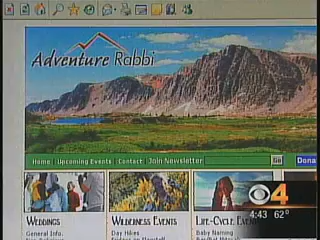 Adventure Rabbi
Home | Upcoming Events | Contact | Join Newsletter Go Dona
WEDDINGS
WILDERNESS EVENTS
LIFE-CYCLE EVEN
General Info.
Day Hikes
Baby Naming
4
4:43 62°